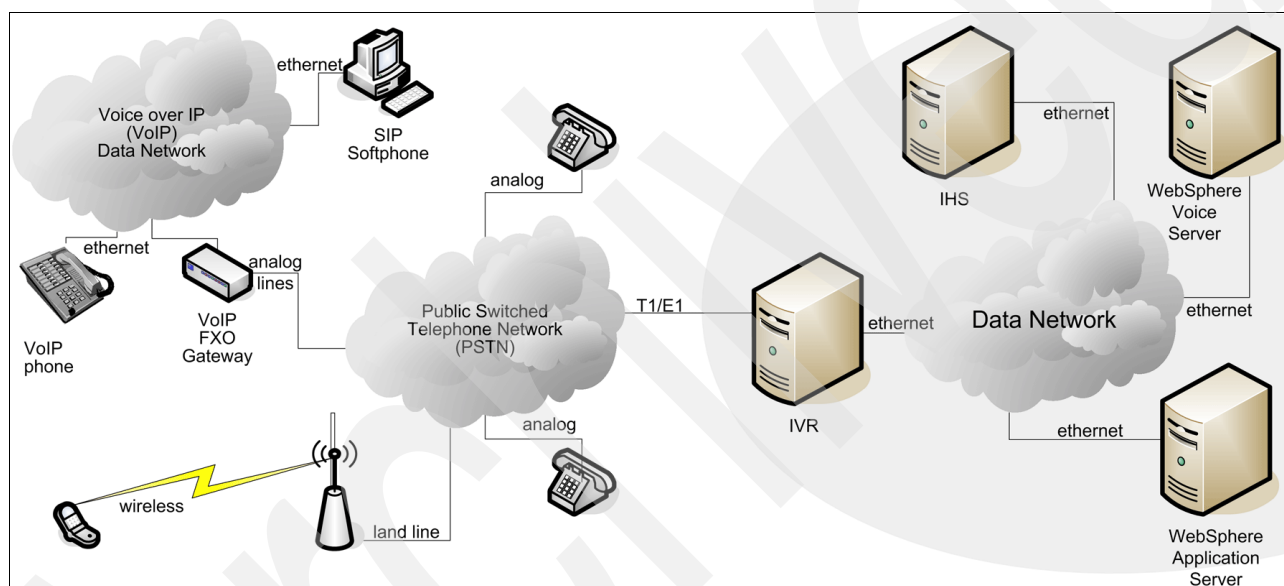 Voice over IP
(VoIP)
Data Network
ethernet
SIP
Softphone
ethernet
VoIP
phone
VoIP
FXO
Gateway
analog
lines
analog
Public Switched
Telephone Network
(PSTN)
analog
wireless
land line
T1/E1
IVR
ethernet
Data Network
IHS
ethernet
WebSphere
Voice
Server
ethernet
ethernet
WebSphere
Application
Server